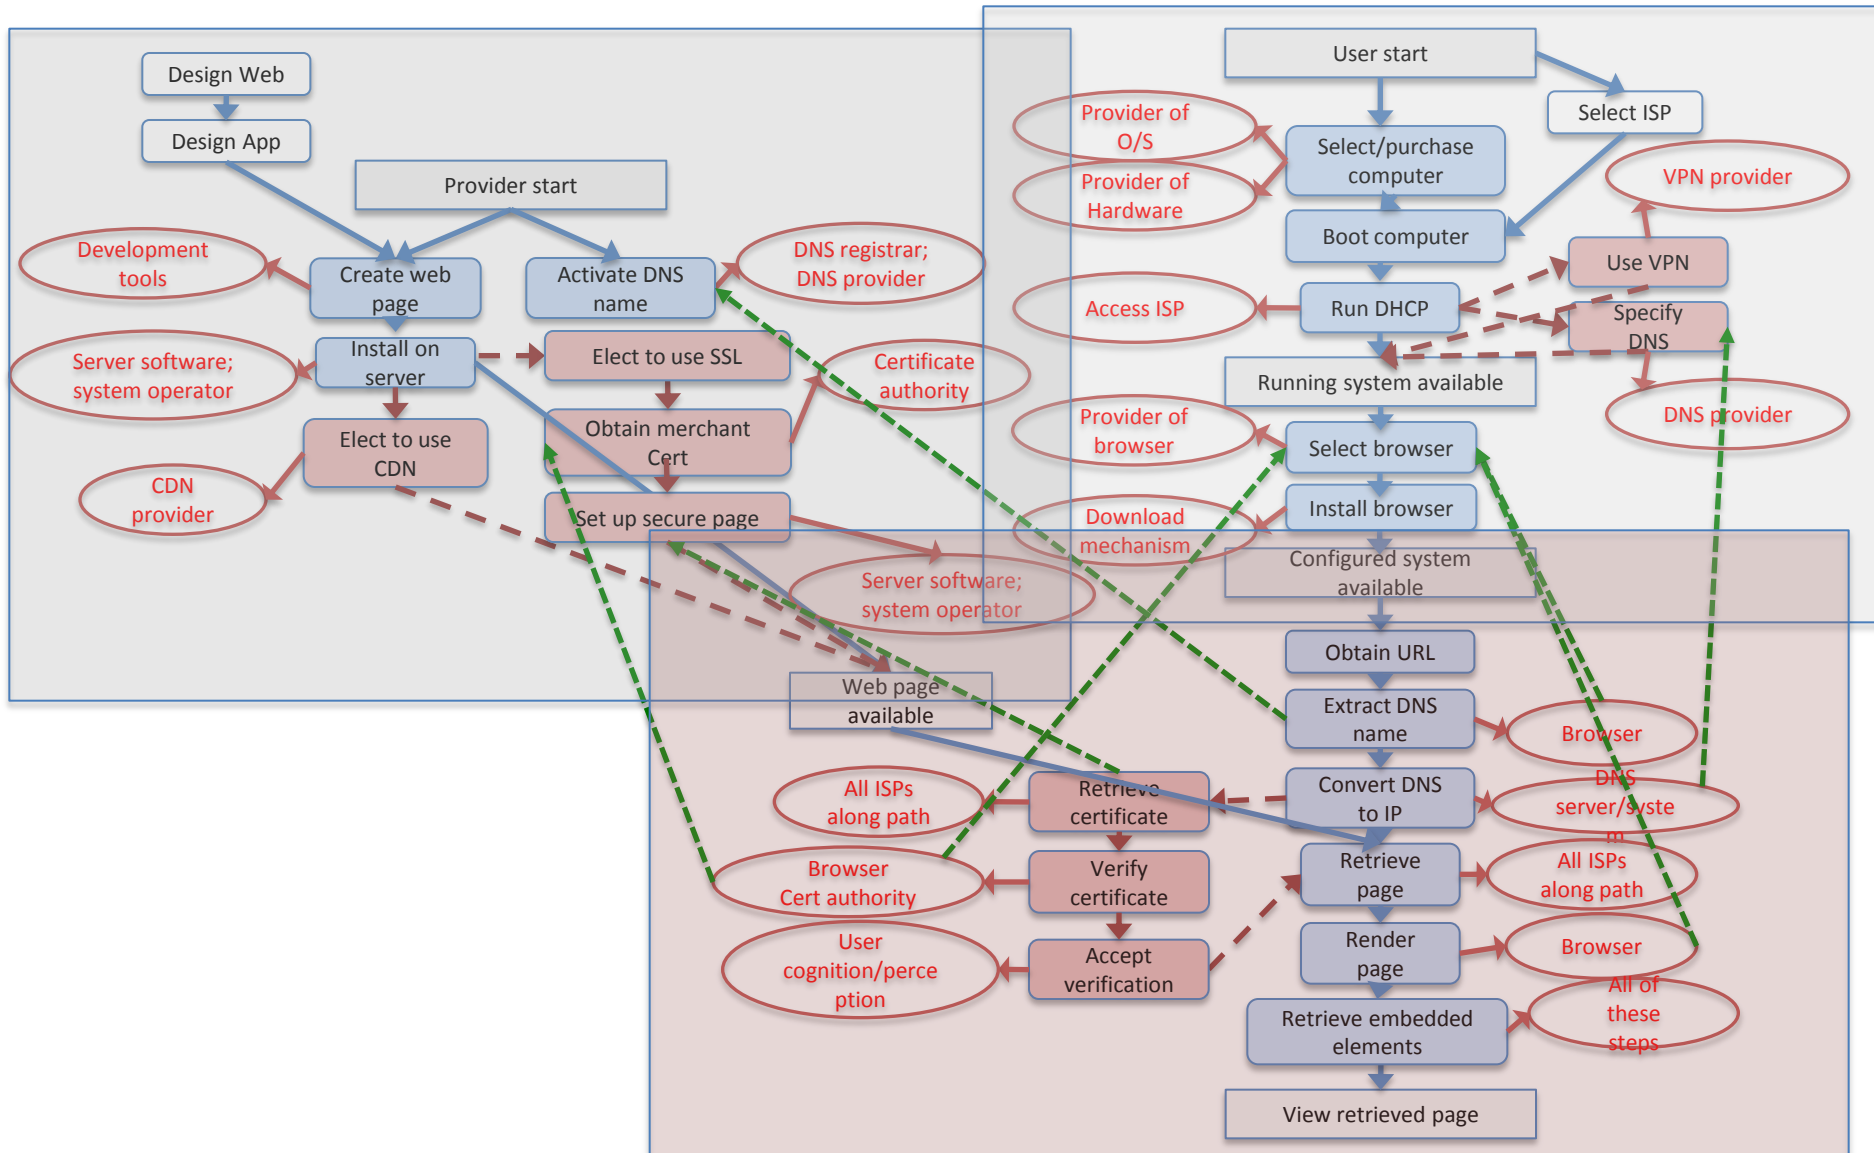 Design Web
Design App
Provider start
Development
tools
Create web
page
Activate DNS
name
DNS registrar;
DNS provider
Server software;
system operator
Install on
server
Elect to use SSL
Certificate
authority
Elect to use
CDN
Obtain merchant
Cert
CDN
provider
Set up secure page
Server software;
system operator
Web page
available
User start
Select ISP
Provider of
O/S
Select/purchase
computer
Provider of
Hardware
VPN provider
Boot computer
Use VPN
Access ISP
Run DHCP
Specify
DNS
Running system available
DNS provider
Provider of
browser
Select browser
Download
mechanism
Install browser
Configured system
available
Obtain URL
Extract DNS
name
Browser
All ISPs
along path
Retrieve
certificate
Convert DNS
to IP
DNS
server/syste
m
Browser
Cert authority
Verify
certificate
Retrieve
page
All ISPs
along path
User
cognition/perce
ption
Accept
verification
Render
page
Browser
Retrieve embedded
elements
All of
these
steps
View retrieved page